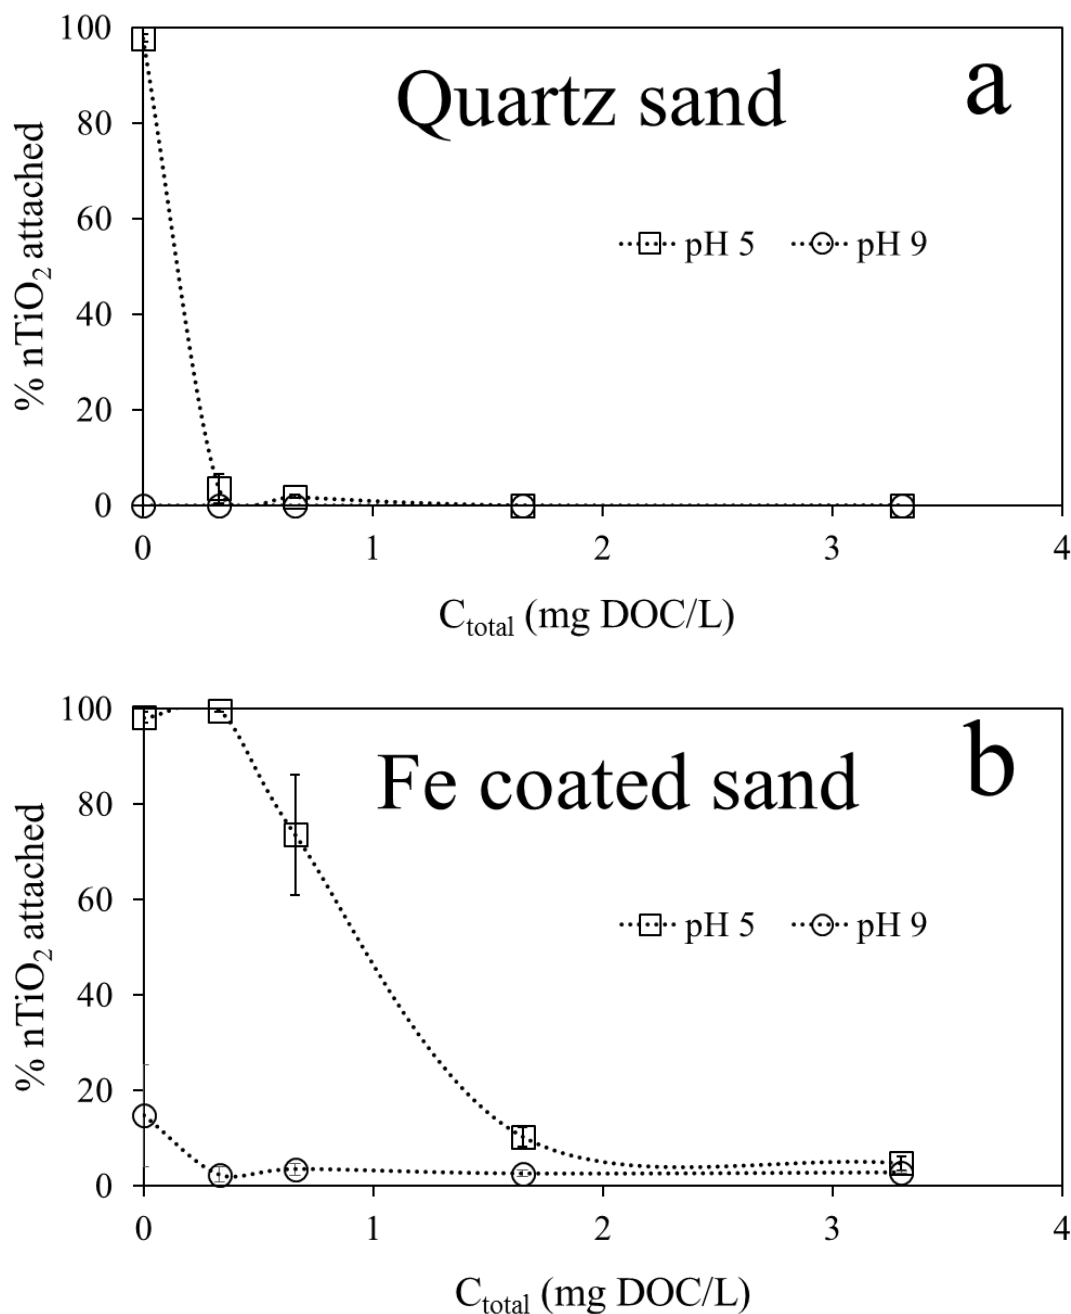 100
80
60
40
20
0
% nTiO₂ attached
Quartz sand
a
pH 5
pH 9
0 1 2 3 4
C_total (mg DOC/L)
100
80
60
40
20
0
% nTiO₂ attached
Fe coated sand
b
pH 5
pH 9
0 1 2 3 4
C_total (mg DOC/L)